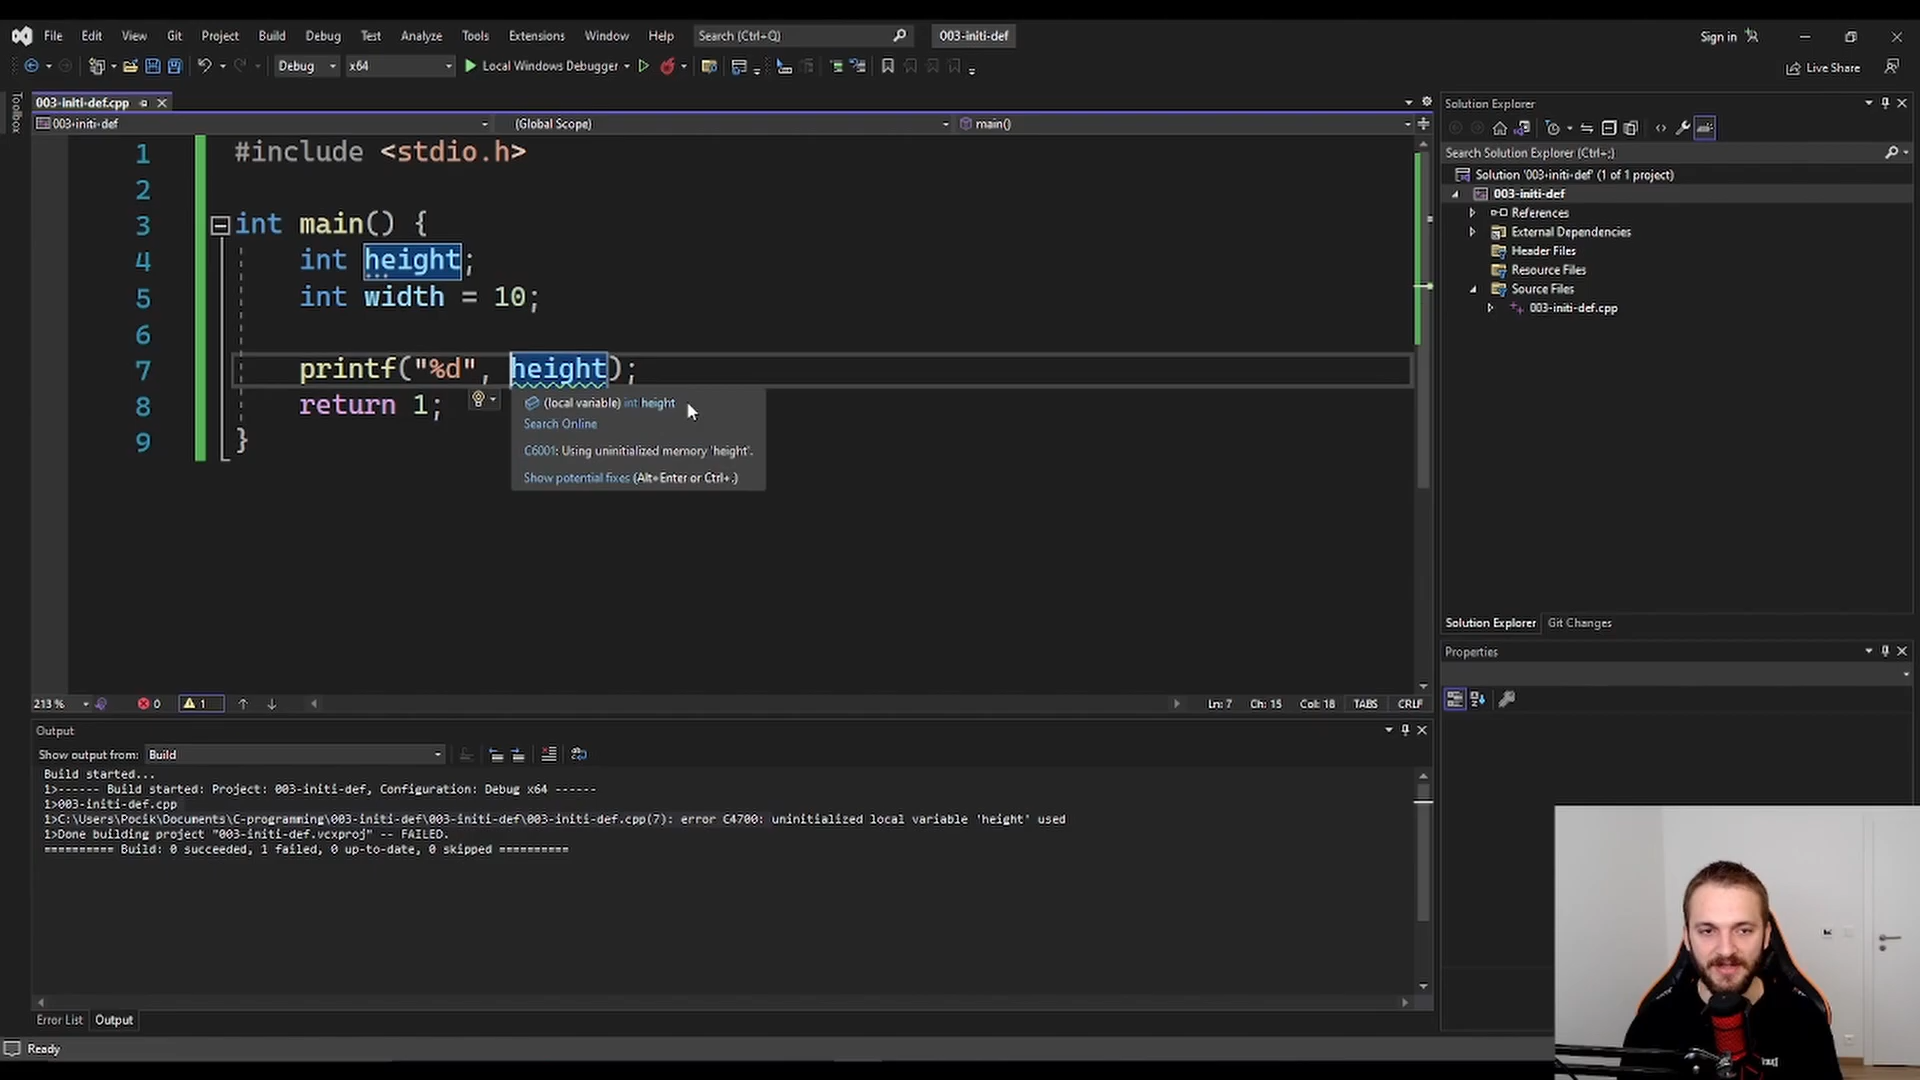 File Edit View Git Project Build Debug Test Analyze Tools Extensions Window Help Search (Ctrl+Q) 003-initi-def Sign in
Debug x64 Local Windows Debugger Live Share
Toolbox
003-initi-def.cpp
003-initi-def (Global Scope) main()
1 #include <stdio.h>
2
3 int main() {
4 int height;
5 int width = 10;
6
7 printf("%d", height);
8 return 1;
9 }
(local variable) int height
Search Online
C6001: Using uninitialized memory 'height'.
Show potential fixes (Alt+Enter or Ctrl+.)
213 % 0 1 Ln: 7 Ch: 15 Col: 18 TABS CRLF
Solution Explorer
Search Solution Explorer (Ctrl+;)
Solution '003-initi-def' (1 of 1 project)
003-initi-def
References
External Dependencies
Header Files
Resource Files
Source Files
003-initi-def.cpp
Solution Explorer Git Changes
Properties
Output
Show output from: Build
Build started...
1>------ Build started: Project: 003-initi-def, Configuration: Debug x64 ------
1>003-initi-def.cpp
1>C:\Users\Pocik\Documents\C-programming\003-initi-def\003-initi-def\003-initi-def.cpp(7): error C4700: uninitialized local variable 'height' used
1>Done building project "003-initi-def.vcxproj" -- FAILED.
========== Build: 0 succeeded, 1 failed, 0 up-to-date, 0 skipped ==========
Error List Output
Ready